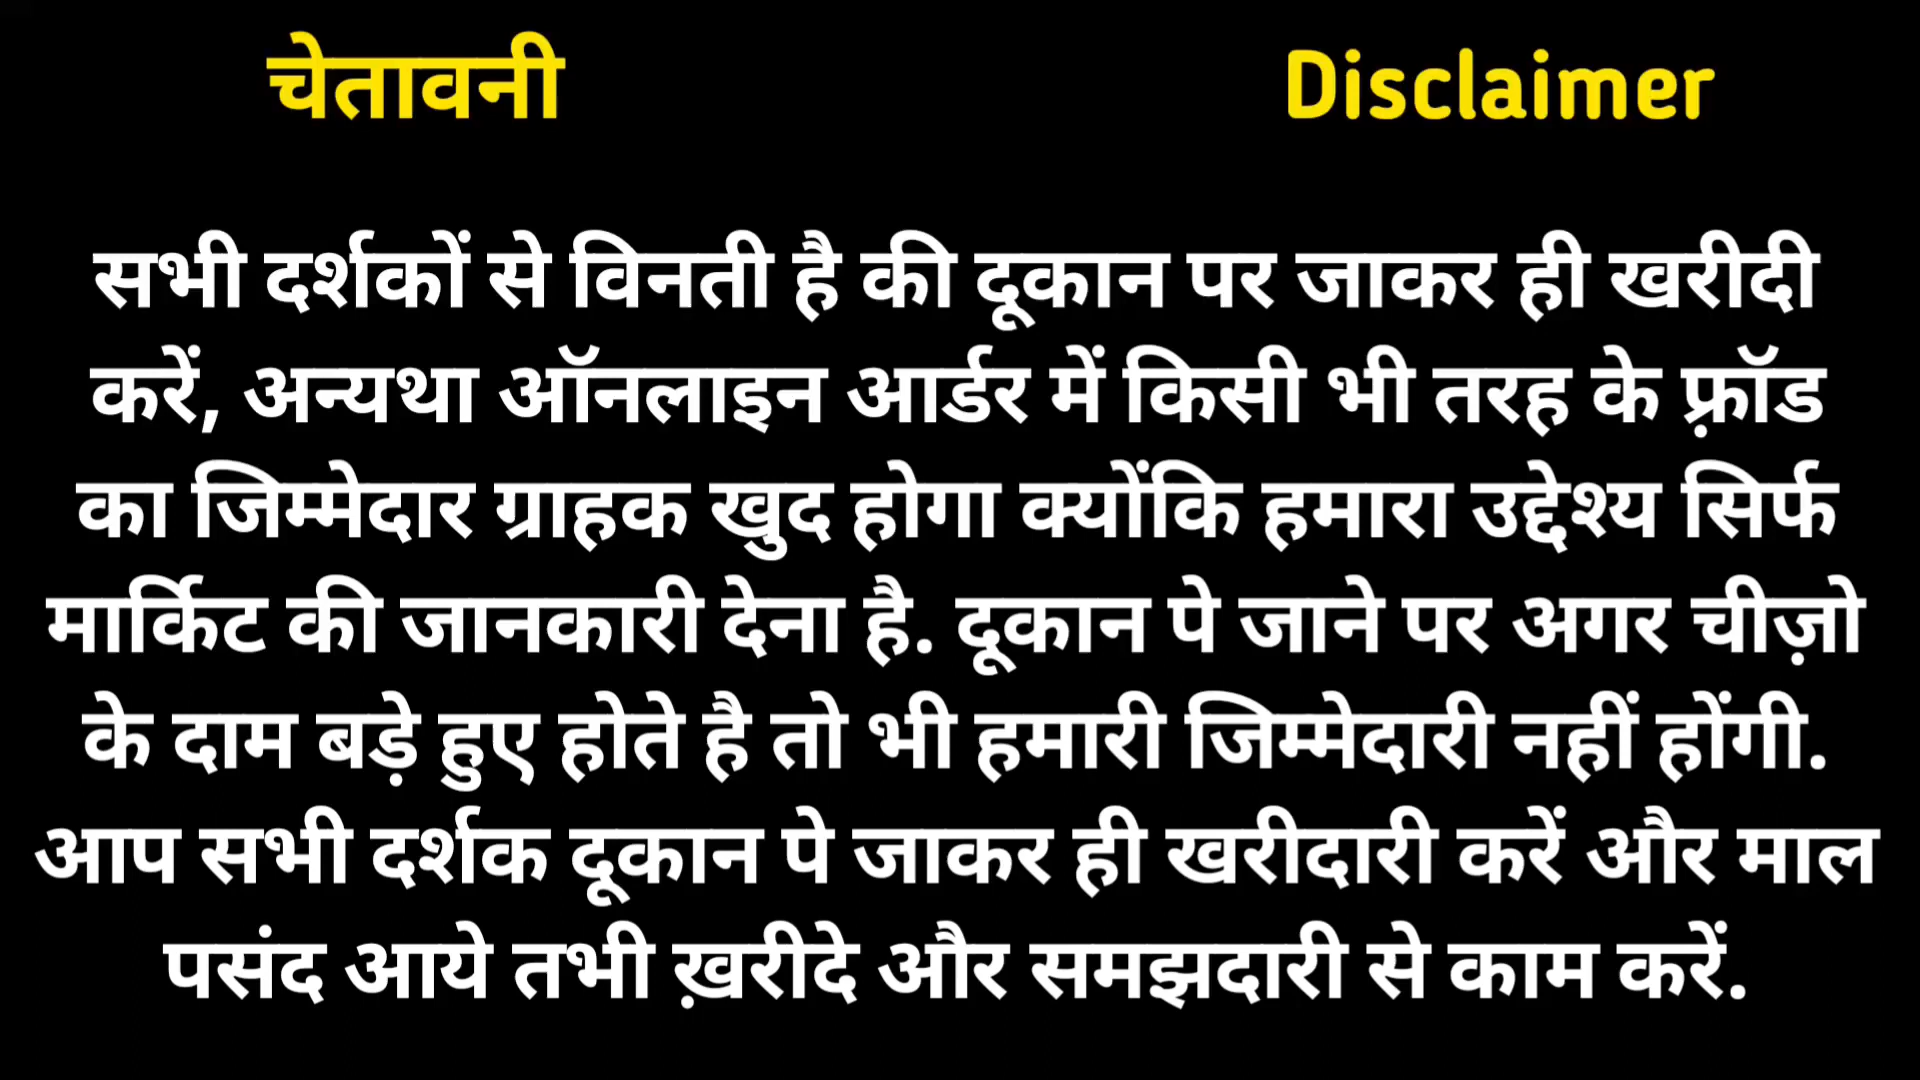 चेतावनी Disclaimer
सभी दर्शकों से विनती है की दूकान पर जाकर ही खरीदी
करें, अन्यथा ऑनलाइन आर्डर में किसी भी तरह के फ़्रॉड
का जिम्मेदार ग्राहक खुद होगा क्योंकि हमारा उद्देश्य सिर्फ
मार्किट की जानकारी देना है. दूकान पे जाने पर अगर चीज़ो
के दाम बड़े हुए होते है तो भी हमारी जिम्मेदारी नहीं होंगी.
आप सभी दर्शक दूकान पे जाकर ही खरीदारी करें और माल
पसंद आये तभी ख़रीदे और समझदारी से काम करें.